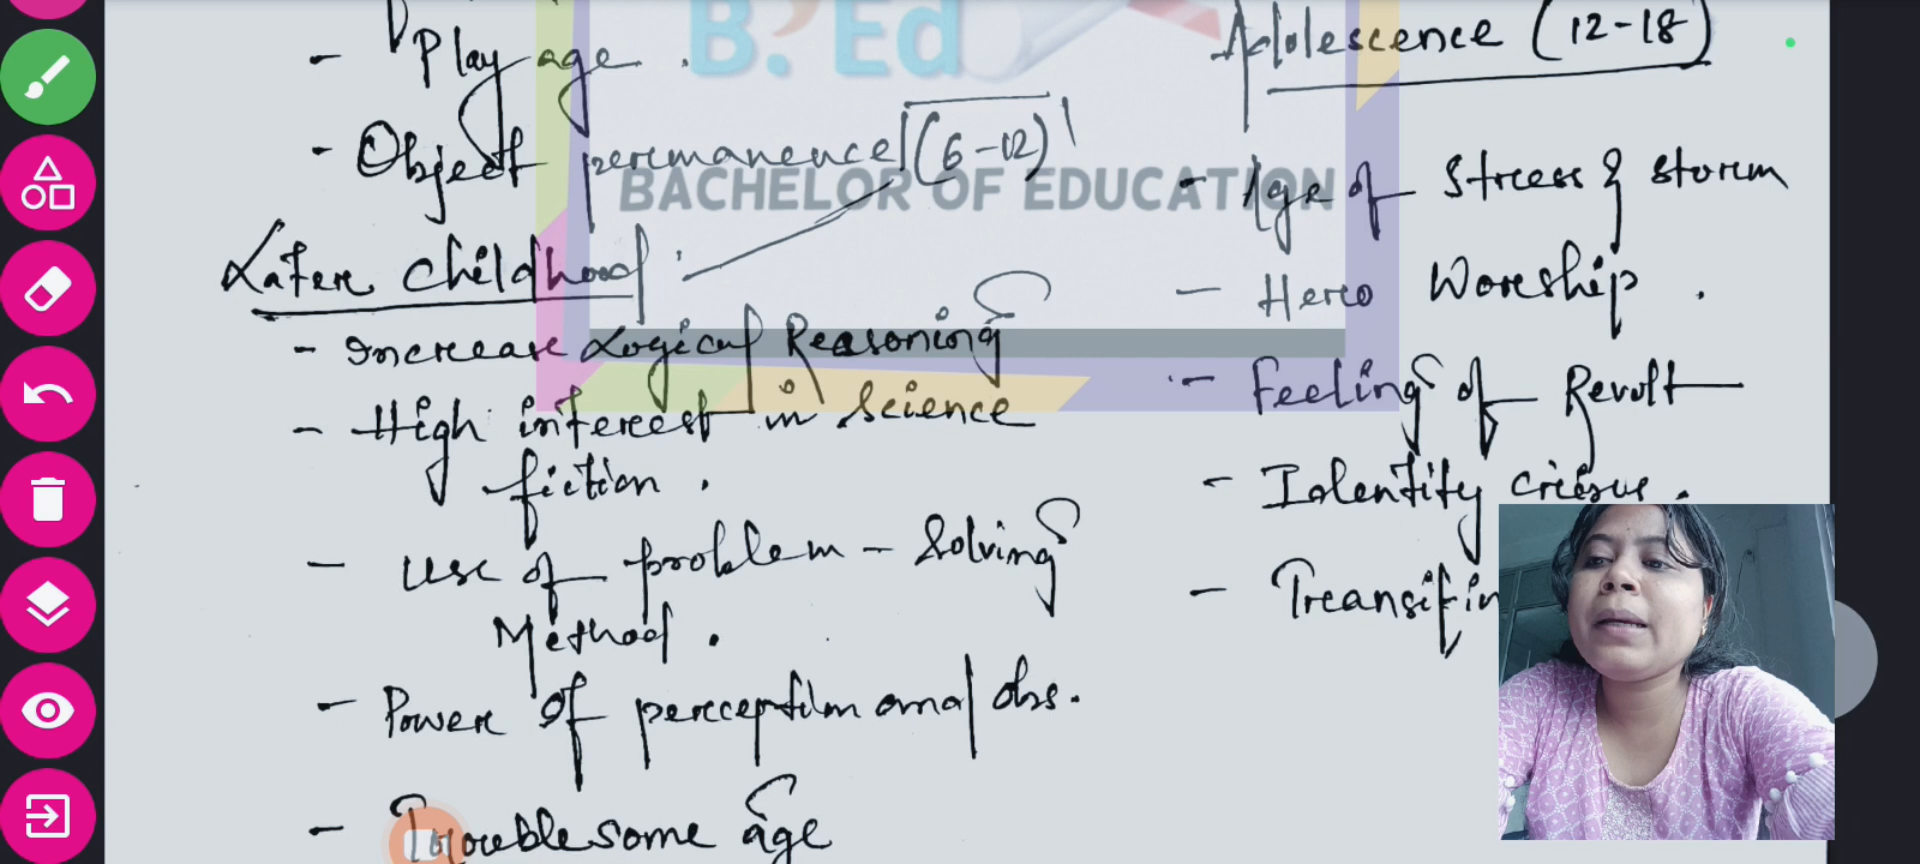 - Play age.
- Object permanence (6-12)
Later childhood:
- Increase Logical Reasoning
- High interest in science
fiction.
- Use of problem-solving
Method.
- Power of perception and obs.
- Troublesome age
Adolescence (12-18)
- Age of Stress & Storm
- Hero Worship.
- Feeling of Revolt
- Identity
B.Ed
BACHELOR OF EDUCATION